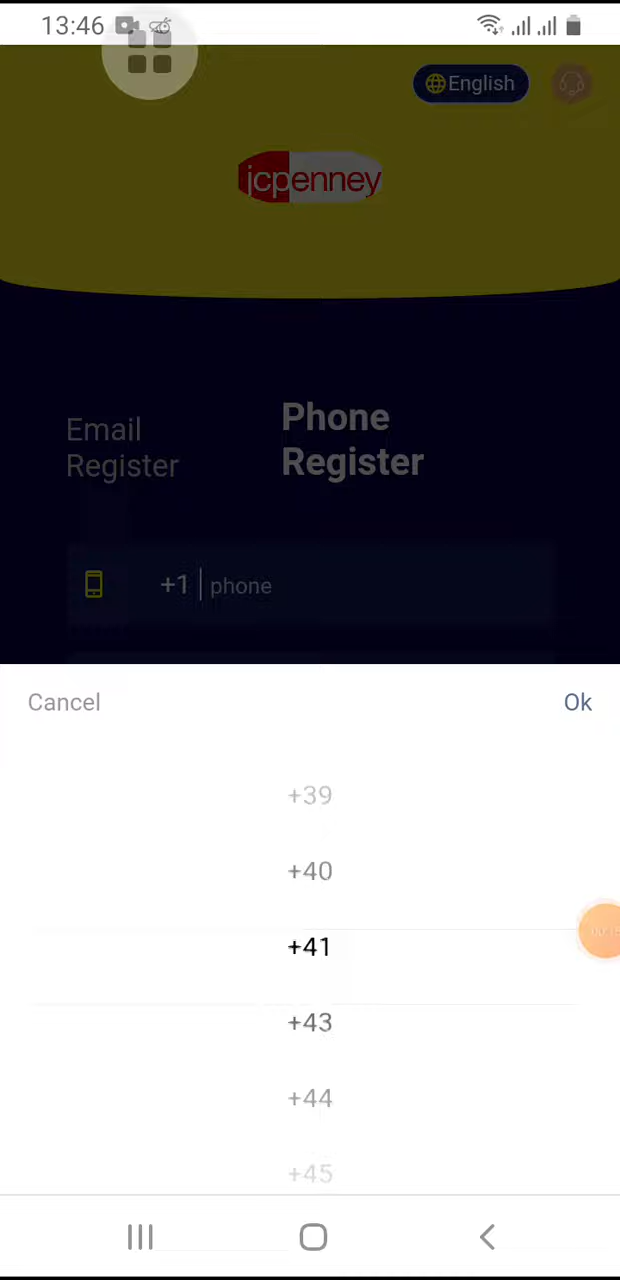 13:46
English
jcpenney
Email
Register
Phone
Register
+1
phone
Cancel
Ok
+39
+40
+41
+43
+44
+45